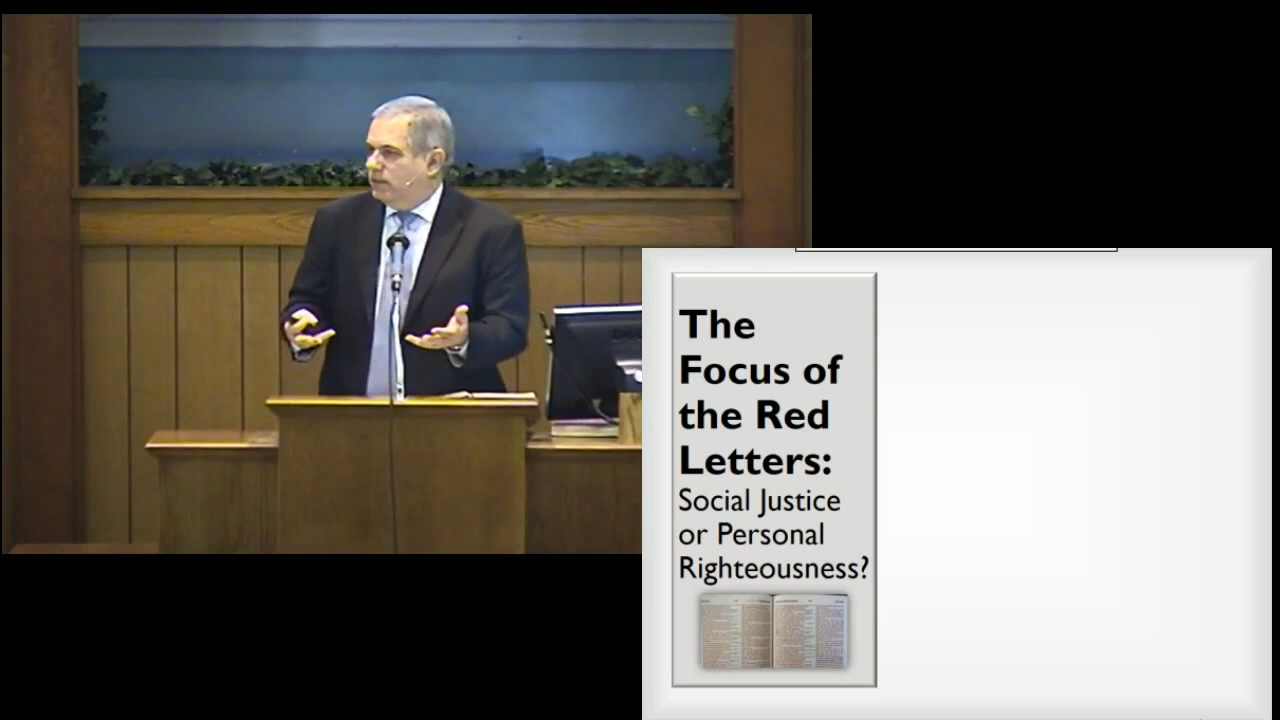 The
Focus of
the Red
Letters:
Social Justice
or Personal
Righteousness?